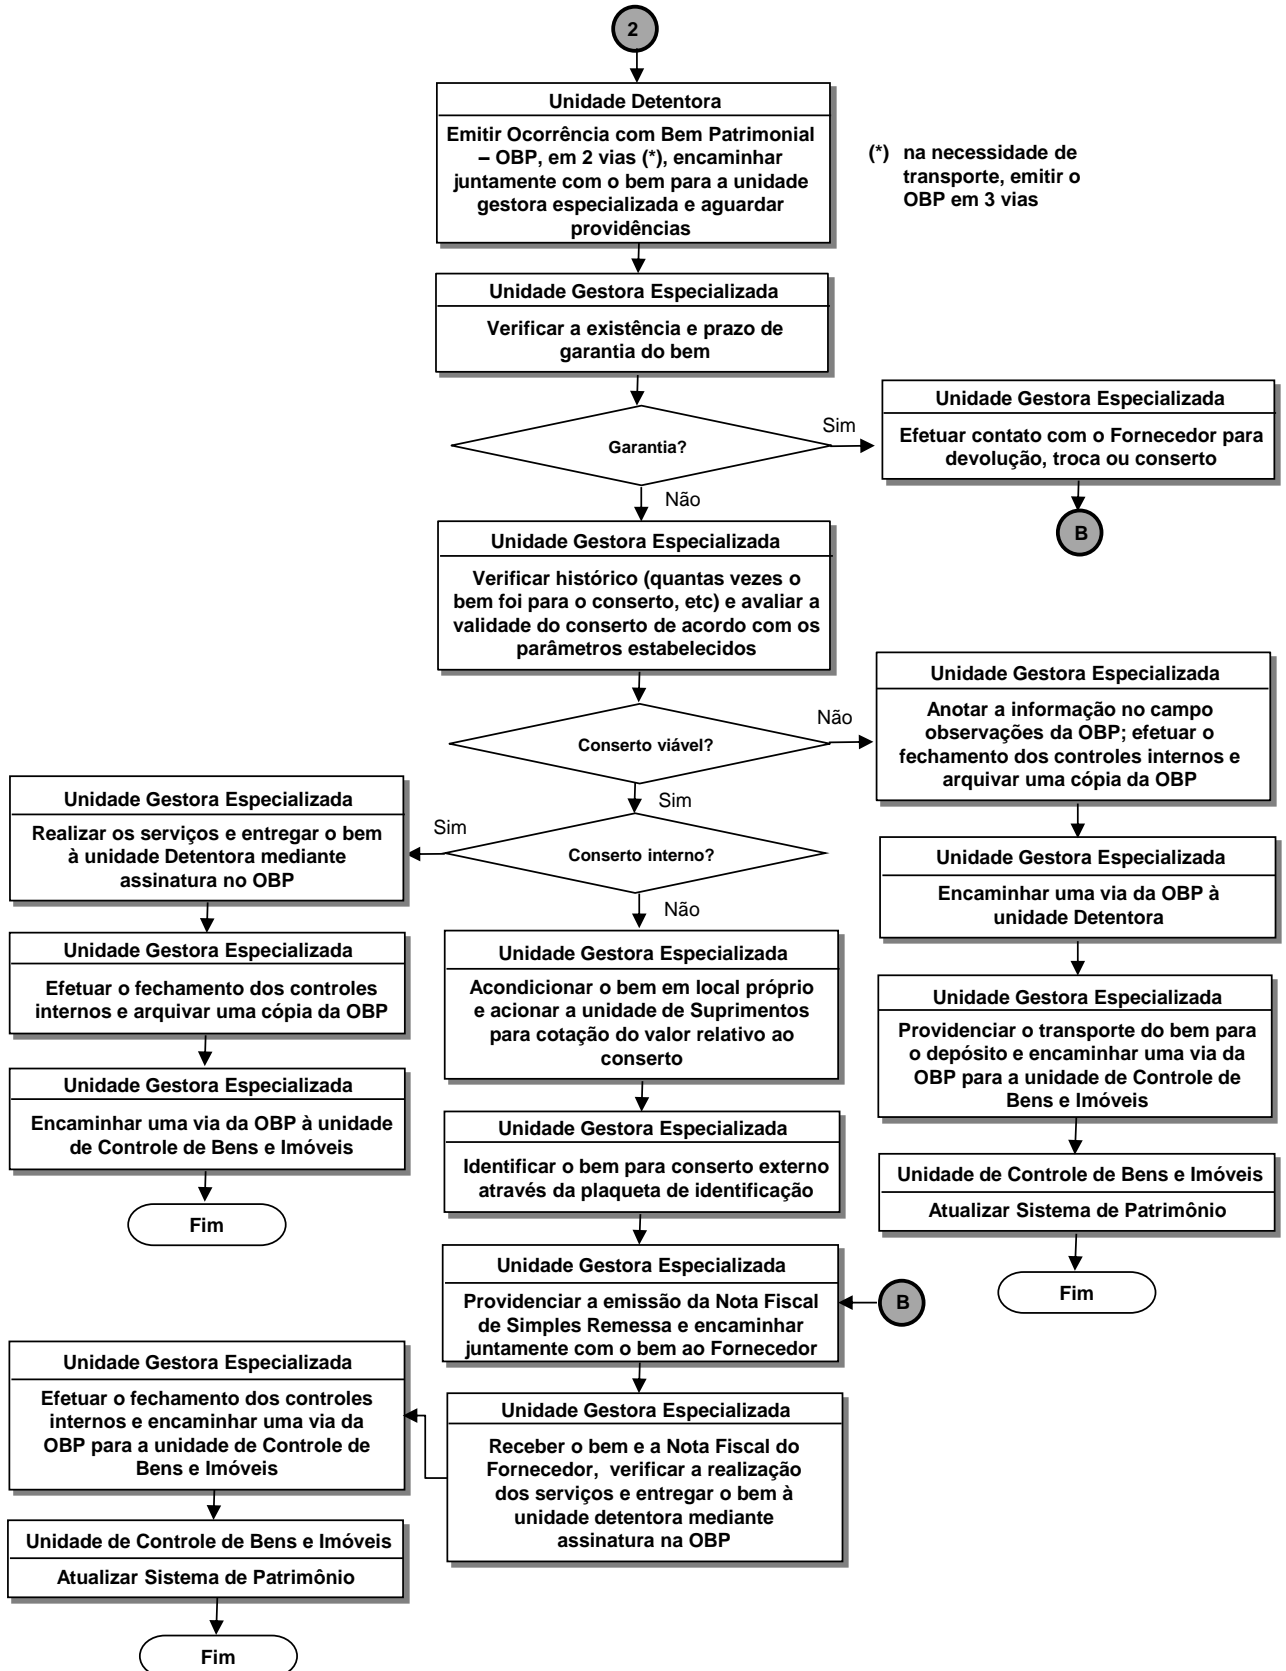 2
Unidade Detentora
Emitir Ocorrência com Bem Patrimonial
– OBP, em 2 vias (*), encaminhar
juntamente com o bem para a unidade
gestora especializada e aguardar
providências
(*) na necessidade de
transporte, emitir o
OBP em 3 vias
Unidade Gestora Especializada
Verificar a existência e prazo de
garantia do bem
Garantia?
Sim
Unidade Gestora Especializada
Efetuar contato com o Fornecedor para
devolução, troca ou conserto
B
Não
Unidade Gestora Especializada
Verificar histórico (quantas vezes o
bem foi para o conserto, etc) e avaliar a
validade do conserto de acordo com os
parâmetros estabelecidos
Conserto viável?
Não
Unidade Gestora Especializada
Anotar a informação no campo
observações da OBP; efetuar o
fechamento dos controles internos e
arquivar uma cópia da OBP
Unidade Gestora Especializada
Encaminhar uma via da OBP à
unidade Detentora
Unidade Gestora Especializada
Providenciar o transporte do bem para
o depósito e encaminhar uma via da
OBP para a unidade de Controle de
Bens e Imóveis
Unidade de Controle de Bens e Imóveis
Atualizar Sistema de Patrimônio
Fim
Sim
Conserto interno?
Sim
Unidade Gestora Especializada
Realizar os serviços e entregar o bem
à unidade Detentora mediante
assinatura no OBP
Unidade Gestora Especializada
Efetuar o fechamento dos controles
internos e arquivar uma cópia da OBP
Unidade Gestora Especializada
Encaminhar uma via da OBP à unidade
de Controle de Bens e Imóveis
Fim
Não
Unidade Gestora Especializada
Acondicionar o bem em local próprio
e acionar a unidade de Suprimentos
para cotação do valor relativo ao
conserto
Unidade Gestora Especializada
Identificar o bem para conserto externo
através da plaqueta de identificação
Unidade Gestora Especializada
Providenciar a emissão da Nota Fiscal
de Simples Remessa e encaminhar
juntamente com o bem ao Fornecedor
B
Unidade Gestora Especializada
Receber o bem e a Nota Fiscal do
Fornecedor, verificar a realização
dos serviços e entregar o bem à
unidade detentora mediante
assinatura na OBP
Unidade Gestora Especializada
Efetuar o fechamento dos controles
internos e encaminhar uma via da
OBP para a unidade de Controle de
Bens e Imóveis
Unidade de Controle de Bens e Imóveis
Atualizar Sistema de Patrimônio
Fim